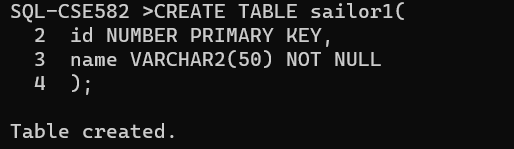 SQL-CSE582 >CREATE TABLE sailor1(
  2  id NUMBER PRIMARY KEY,
  3  name VARCHAR2(50) NOT NULL
  4  );
Table created.